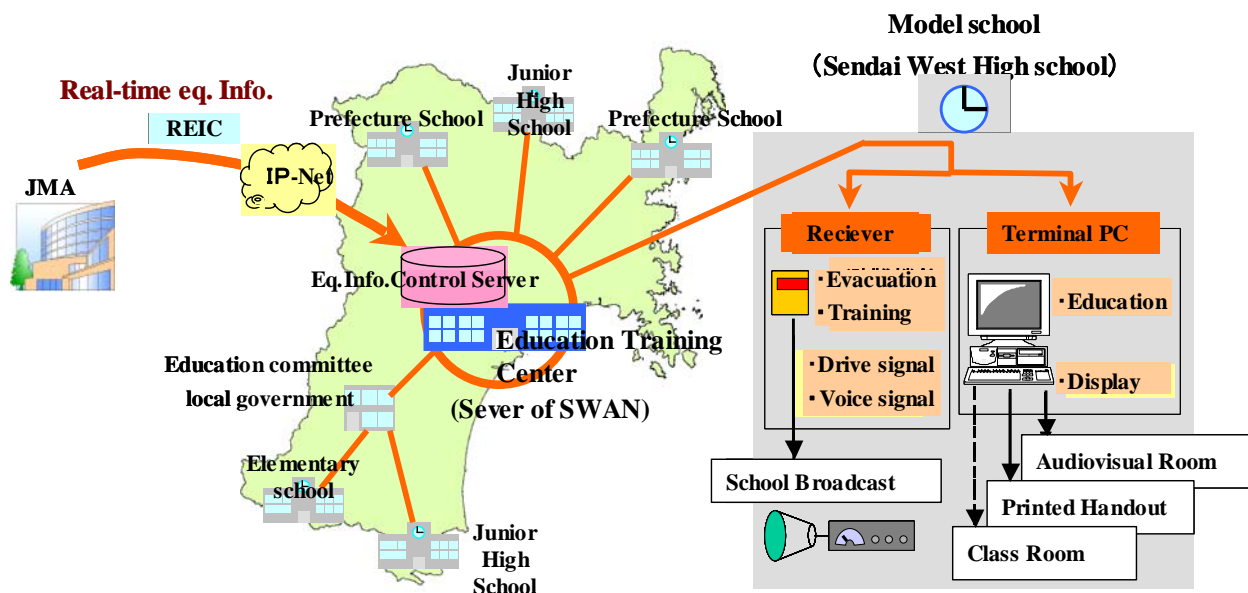 Real-time eq. Info.
REIC
JMA
IP-Net
Prefecture School
Junior
High
School
Prefecture School
Eq.Info.Control Server
Education Training
Center
(Sever of SWAN)
Education committee
local government
Elementary
school
Junior
High
School
Model school
(Sendai West High school)
Reciever
・Evacuation
・Training
・Drive signal
・Voice signal
Terminal PC
・Education
・Display
School Broadcast
Audiovisual Room
Printed Handout
Class Room